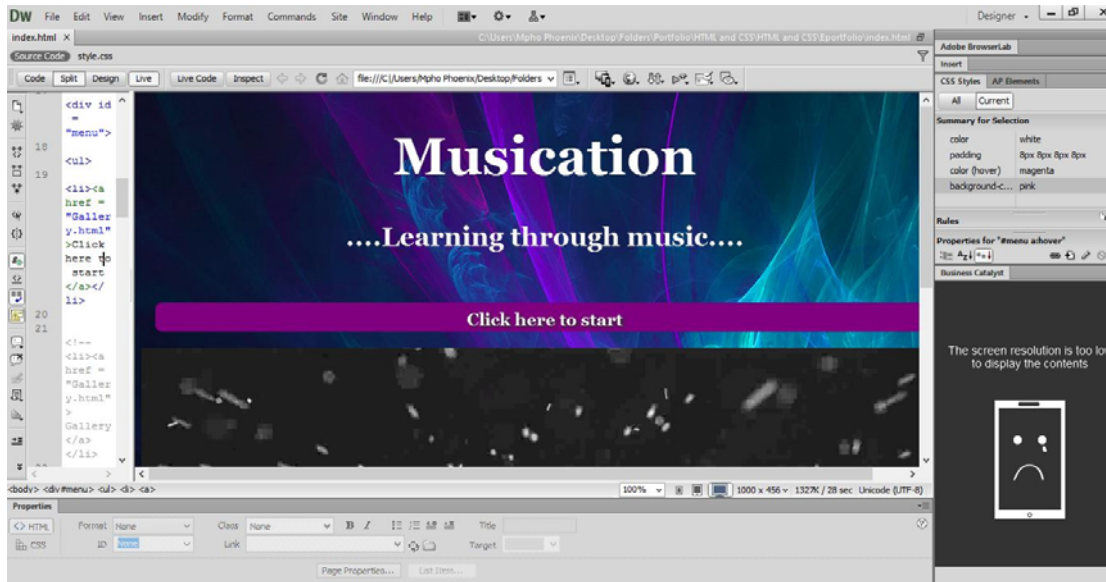 DW File Edit View Insert Modify Format Commands Site Window Help Designer
index.html × C:\Users\Mpho Phoenix\Desktop\Folders\Portfolio\HTML and CSS\HTML and CSS\Eportfolio\index.html
Source Code style.css
Code Split Design Live Live Code Inspect file:///C|/Users/Mpho Phoenix/Desktop/Folders
<div id
=
"menu">
18
<ul>
19
<li><a
href =
"Galler
y.html"
>Click
here to
start
</a></
li>
20
21
<!--
<li><a
href =
"Galler
y.html"
>
Gallery
</a>
</li>
Musication
....Learning through music....
Click here to start
<body> <div#menu> <ul> <li> <a> 100% 1000 x 456 1327K / 28 sec Unicode (UTF-8)
Properties
<> HTML Format None Class None B I Title
CSS ID None Link Target
Page Properties... List Item...
Adobe BrowserLab
Insert
CSS Styles AP Elements
All Current
Summary for Selection
color white
padding 8px 8px 8px 8px
color (hover) magenta
background-c... pink
Rules
Properties for "#menu a:hover"
Business Catalyst
The screen resolution is too low
to display the contents